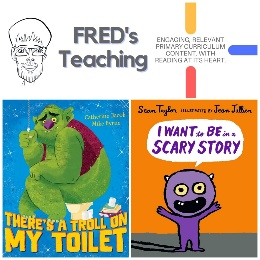 FRED's
Teaching
ENGAGING, RELEVANT
PRIMARY CURRICULUM
CONTENT, WITH
READING AT ITS HEART.
Catherine Jacob
Mike Byrne
THERE'S A TROLL ON
MY TOILET
Sean Taylor ILLUSTRATED BY Jean Jullien
I WANT to BE in a
SCARY STORY